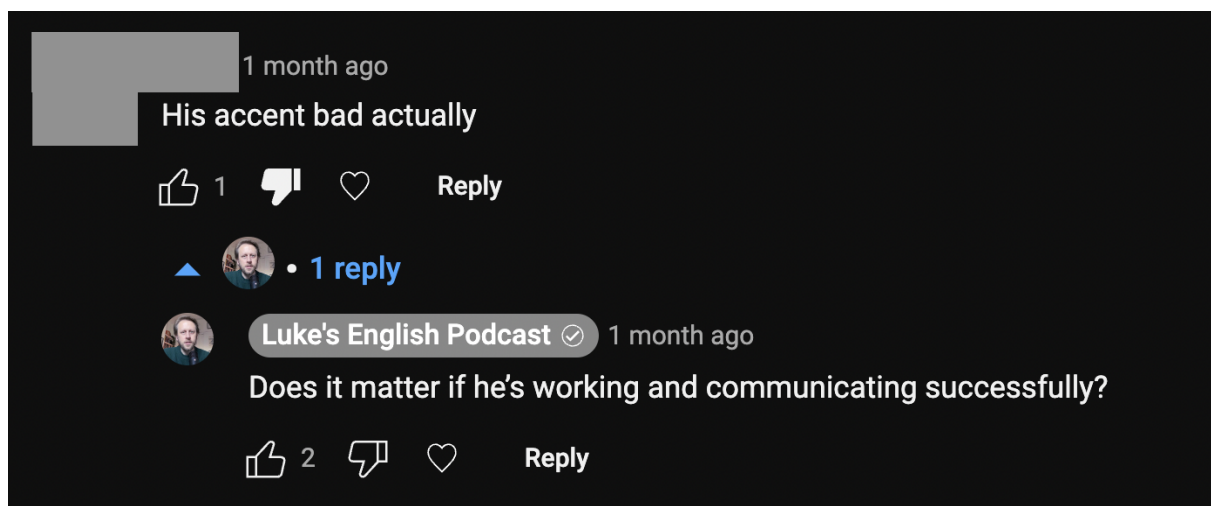 1 month ago
His accent bad actually
1 Reply
• 1 reply
Luke's English Podcast 1 month ago
Does it matter if he's working and communicating successfully?
2 Reply